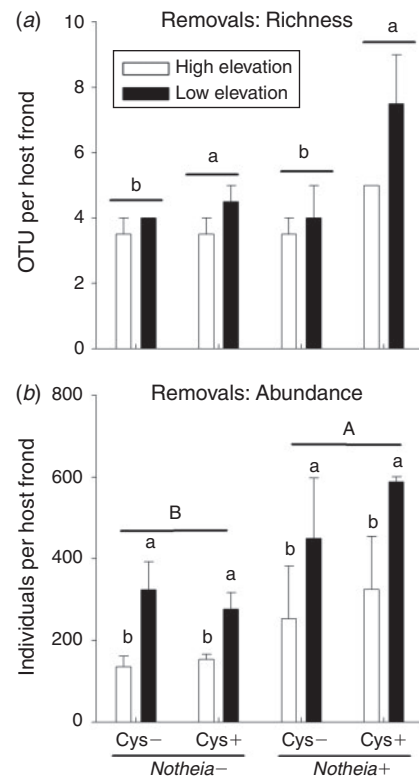 (a) Removals: Richness
10
High elevation
Low elevation
8
6
4
2
0
OTU per host frond
b
a
b
a
(b) Removals: Abundance
800
600
400
200
0
Individuals per host frond
B
A
b
a
b
a
b
a
b
a
Cys− Cys+ Cys− Cys+
Notheia− Notheia+